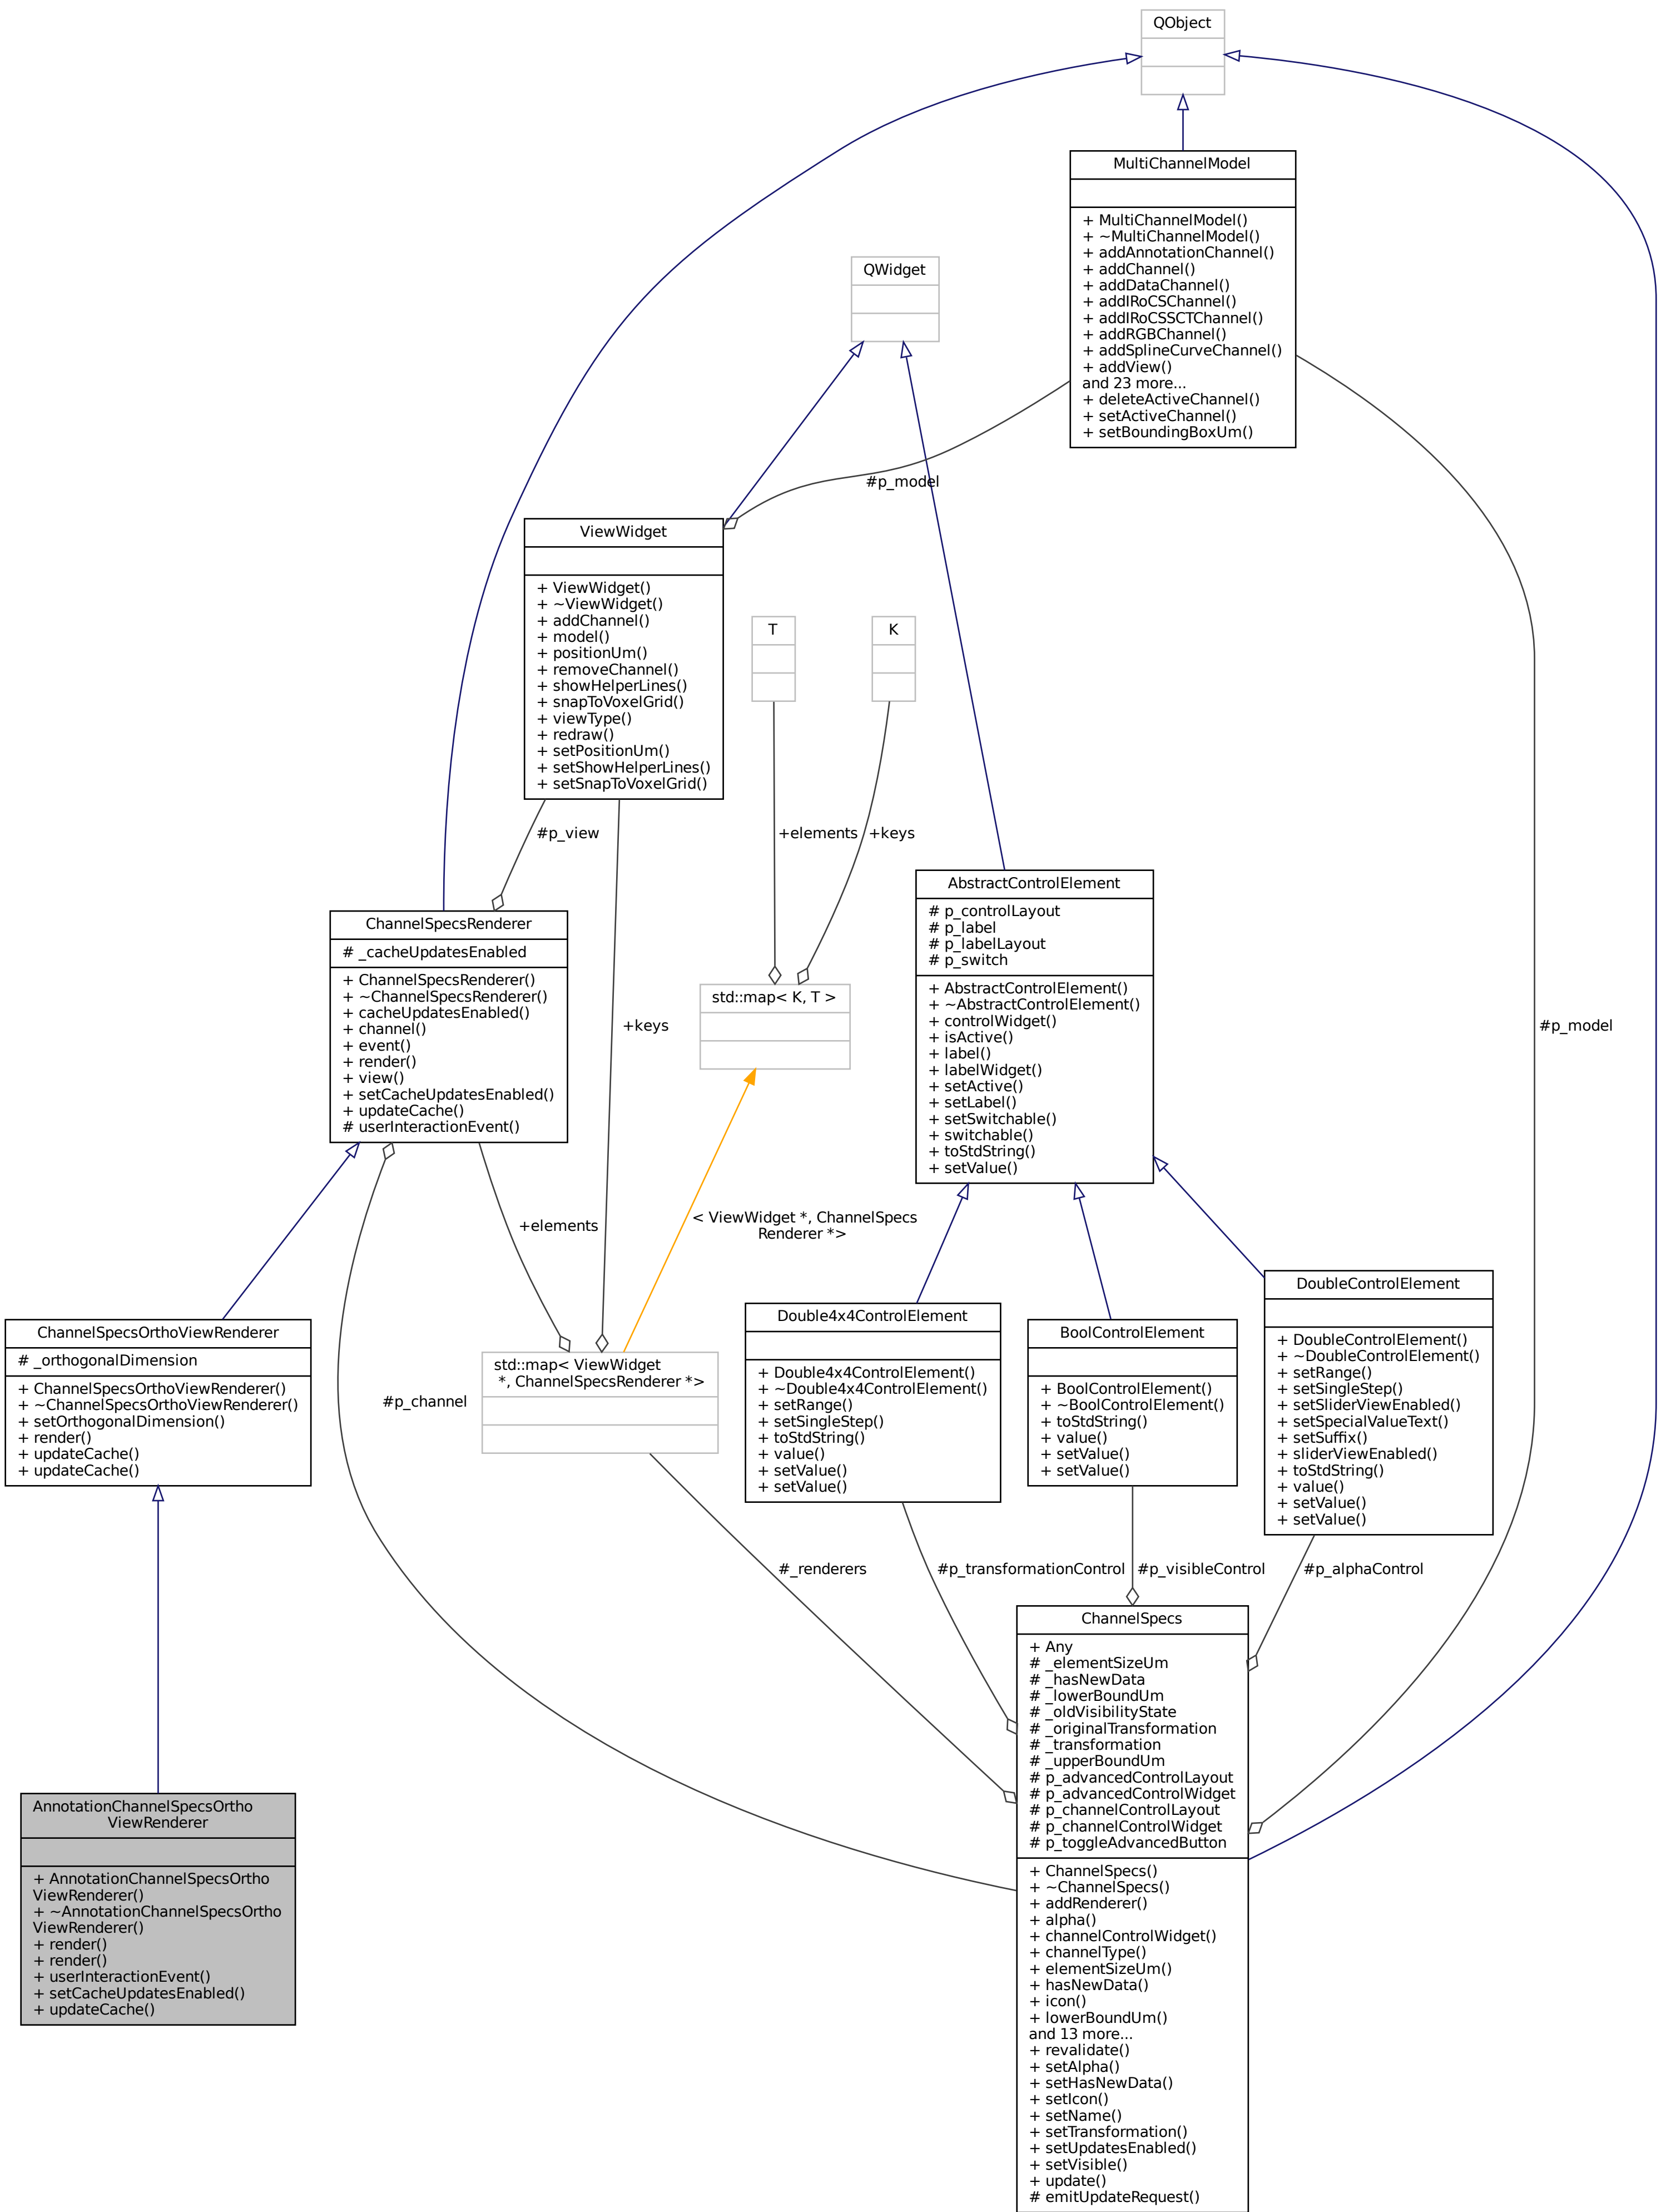 QObject
MultiChannelModel
+ MultiChannelModel()
+ ~MultiChannelModel()
+ addAnnotationChannel()
+ addChannel()
+ addDataChannel()
+ addIRoCSChannel()
+ addIRoCSSCTChannel()
+ addRGBChannel()
+ addSplineCurveChannel()
+ addView()
and 23 more...
+ deleteActiveChannel()
+ setActiveChannel()
+ setBoundingBoxUm()
QWidget
#p_model
ViewWidget
+ ViewWidget()
+ ~ViewWidget()
+ addChannel()
+ model()
+ positionUm()
+ removeChannel()
+ showHelperLines()
+ snapToVoxelGrid()
+ viewType()
+ redraw()
+ setPositionUm()
+ setShowHelperLines()
+ setSnapToVoxelGrid()
T
K
#p_view
+elements
+keys
AbstractControlElement
# p_controlLayout
# p_label
# p_labelLayout
# p_switch
+ AbstractControlElement()
+ ~AbstractControlElement()
+ controlWidget()
+ isActive()
+ label()
+ labelWidget()
+ setActive()
+ setLabel()
+ setSwitchable()
+ switchable()
+ toStdString()
+ setValue()
ChannelSpecsRenderer
# _cacheUpdatesEnabled
+ ChannelSpecsRenderer()
+ ~ChannelSpecsRenderer()
+ cacheUpdatesEnabled()
+ channel()
+ event()
+ render()
+ view()
+ setCacheUpdatesEnabled()
+ updateCache()
# userInteractionEvent()
std::map< K, T >
+keys
#p_model
+elements
< ViewWidget *, ChannelSpecs
Renderer *>
ChannelSpecsOrthoViewRenderer
# _orthogonalDimension
+ ChannelSpecsOrthoViewRenderer()
+ ~ChannelSpecsOrthoViewRenderer()
+ setOrthogonalDimension()
+ render()
+ updateCache()
+ updateCache()
#p_channel
std::map< ViewWidget
*, ChannelSpecsRenderer *>
Double4x4ControlElement
+ Double4x4ControlElement()
+ ~Double4x4ControlElement()
+ setRange()
+ setSingleStep()
+ toStdString()
+ value()
+ setValue()
+ setValue()
BoolControlElement
+ BoolControlElement()
+ ~BoolControlElement()
+ toStdString()
+ value()
+ setValue()
+ setValue()
DoubleControlElement
+ DoubleControlElement()
+ ~DoubleControlElement()
+ setRange()
+ setSingleStep()
+ setSliderViewEnabled()
+ setSpecialValueText()
+ setSuffix()
+ sliderViewEnabled()
+ toStdString()
+ value()
+ setValue()
+ setValue()
#_renderers
#p_transformationControl
#p_visibleControl
#p_alphaControl
ChannelSpecs
+ Any
# _elementSizeUm
# _hasNewData
# _lowerBoundUm
# _oldVisibilityState
# _originalTransformation
# _transformation
# _upperBoundUm
# p_advancedControlLayout
# p_advancedControlWidget
# p_channelControlLayout
# p_channelControlWidget
# p_toggleAdvancedButton
+ ChannelSpecs()
+ ~ChannelSpecs()
+ addRenderer()
+ alpha()
+ channelControlWidget()
+ channelType()
+ elementSizeUm()
+ hasNewData()
+ icon()
+ lowerBoundUm()
and 13 more...
+ revalidate()
+ setAlpha()
+ setHasNewData()
+ setIcon()
+ setName()
+ setTransformation()
+ setUpdatesEnabled()
+ setVisible()
+ update()
# emitUpdateRequest()
AnnotationChannelSpecsOrtho
ViewRenderer
+ AnnotationChannelSpecsOrtho
ViewRenderer()
+ ~AnnotationChannelSpecsOrtho
ViewRenderer()
+ render()
+ render()
+ userInteractionEvent()
+ setCacheUpdatesEnabled()
+ updateCache()